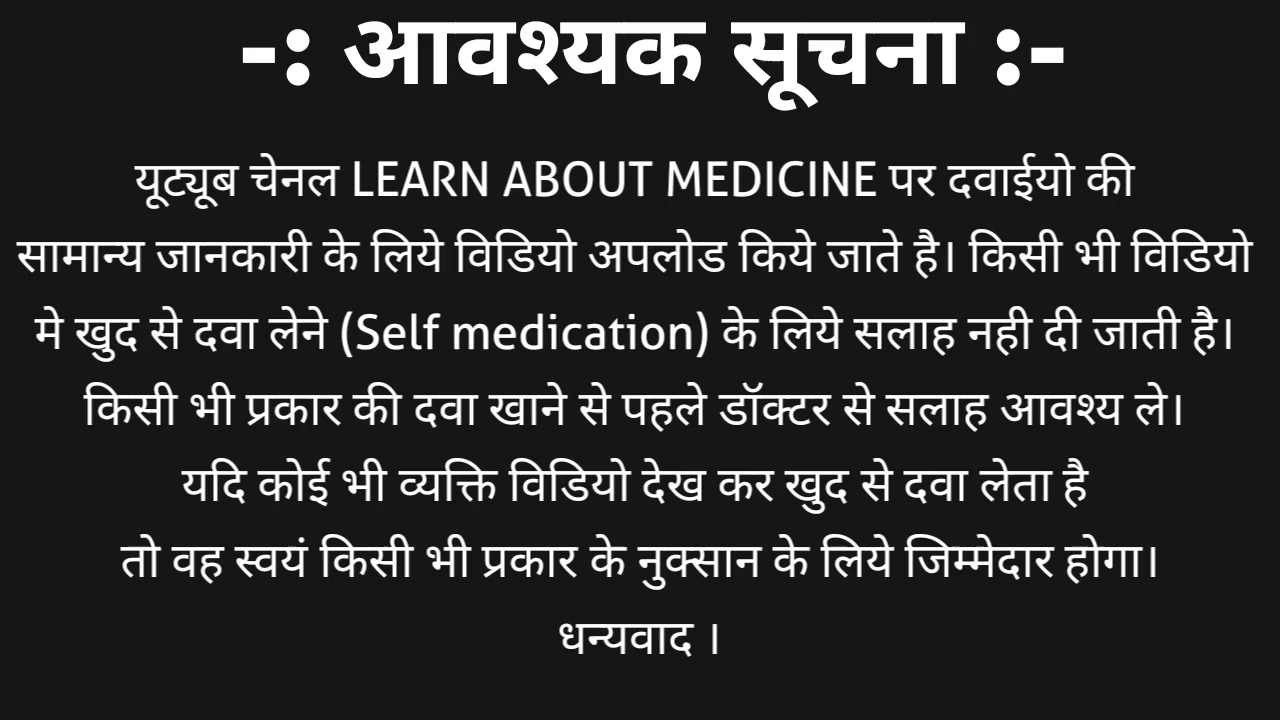 -: आवश्यक सूचना :-
यूट्यूब चेनल LEARN ABOUT MEDICINE पर दवाईयो की
सामान्य जानकारी के लिये विडियो अपलोड किये जाते है। किसी भी विडियो
मे खुद से दवा लेने (Self medication) के लिये सलाह नही दी जाती है।
किसी भी प्रकार की दवा खाने से पहले डॉक्टर से सलाह आवश्य ले।
यदि कोई भी व्यक्ति विडियो देख कर खुद से दवा लेता है
तो वह स्वयं किसी भी प्रकार के नुक्सान के लिये जिम्मेदार होगा।
धन्यवाद ।